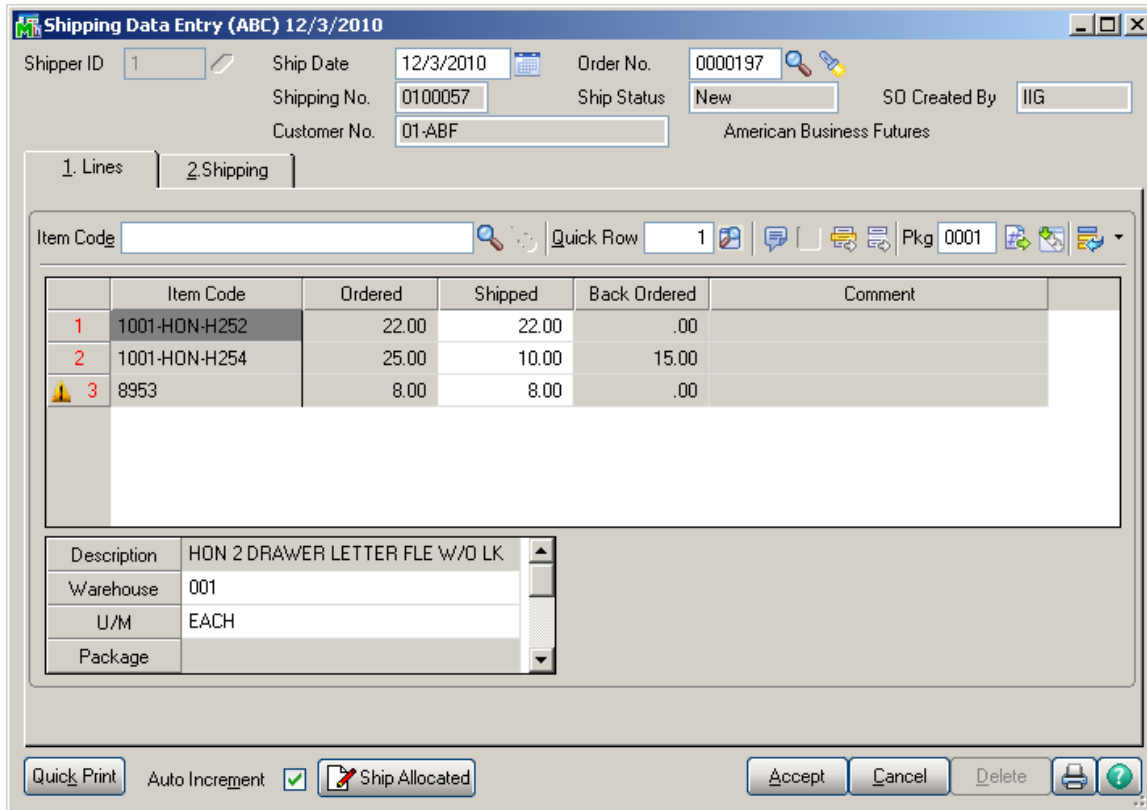 Shipping Data Entry (ABC) 12/3/2010
Shipper ID 1 Ship Date 12/3/2010 Order No. 0000197
Shipping No. 0100057 Ship Status New SO Created By IIG
Customer No. 01-ABF American Business Futures
1. Lines 2.Shipping
Item Code Quick Row 1 Pkg 0001
Item Code Ordered Shipped Back Ordered Comment
1 1001-HON-H252 22.00 22.00 .00
2 1001-HON-H254 25.00 10.00 15.00
3 8953 8.00 8.00 .00
Description HON 2 DRAWER LETTER FLE W/O LK
Warehouse 001
U/M EACH
Package
Quick Print Auto Increment Ship Allocated Accept Cancel Delete